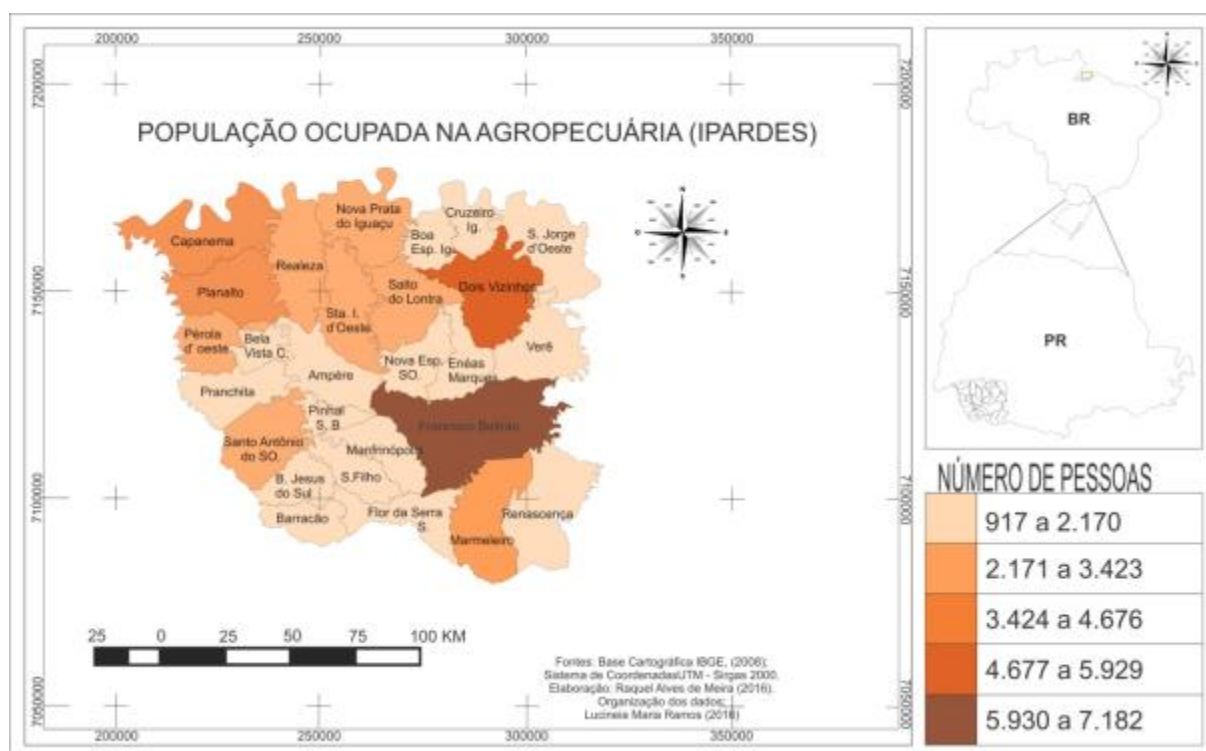 200000 250000 300000 350000
7200000 7200000
POPULAÇÃO OCUPADA NA AGROPECUÁRIA (IPARDES)
BR
PR
N
O
E
S
Nova Prata
do Iguaçu
Cruzeiro
Ig.
Boa
Esp. Ig.
S. Jorge
d'Oeste
Capanema
Realeza
Planalto
Salto
do Lontra
Dois Vizinhos
7150000 7150000
Sta. I.
d'Oeste
Pérola
d' oeste
Bela
Vista C.
Verê
Nova Esp.
SO.
Enéas
Marques
Ampère
Pranchita
Pinhal
S. B.
Francisco Beltrão
Santo Antônio
do SO.
Manfrinópolis
B. Jesus
do Sul
S.Filho
Barracão
Flor da Serra
S.
Renascença
Marmeleiro
7100000 7100000
25 0 25 50 75 100 KM
Fontes: Base Cartográfica IBGE, (2008);
Sistema de CoordenadasUTM - Sirgas 2000.
Elaboração: Raquel Alves de Meira (2016).
Organização dos dados;
Lucineia Maria Ramos (2016)
7050000 7050000
200000 250000 300000 350000
NÚMERO DE PESSOAS
917 a 2.170
2.171 a 3.423
3.424 a 4.676
4.677 a 5.929
5.930 a 7.182